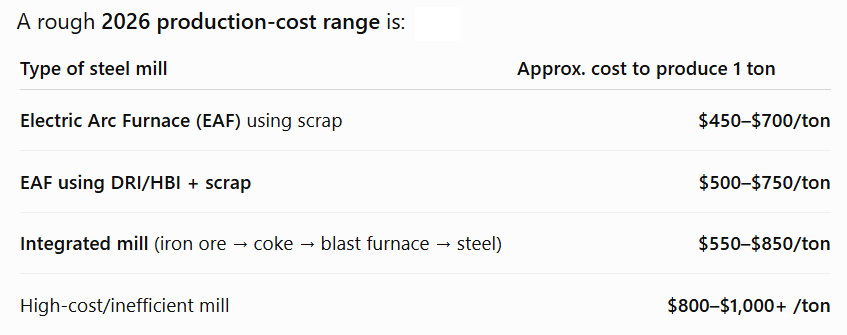 A rough 2026 production-cost range is:
Type of steel mill Approx. cost to produce 1 ton
Electric Arc Furnace (EAF) using scrap $450–$700/ton
EAF using DRI/HBI + scrap $500–$750/ton
Integrated mill (iron ore → coke → blast furnace → steel) $550–$850/ton
High-cost/inefficient mill $800–$1,000+ /ton